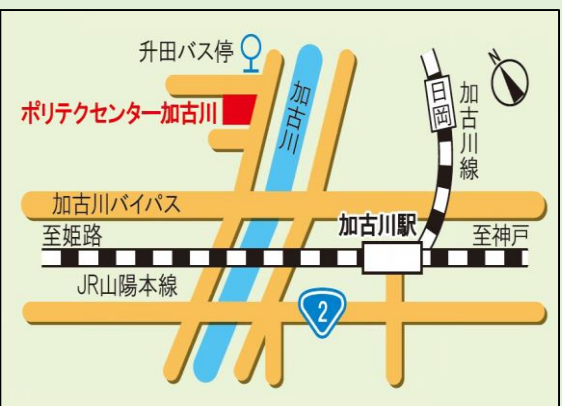 升田バス停
N
ポリテクセンター加古川
加古川
日岡
加古川線
加古川バイパス
加古川駅
至姫路
至神戸
JR山陽本線
2